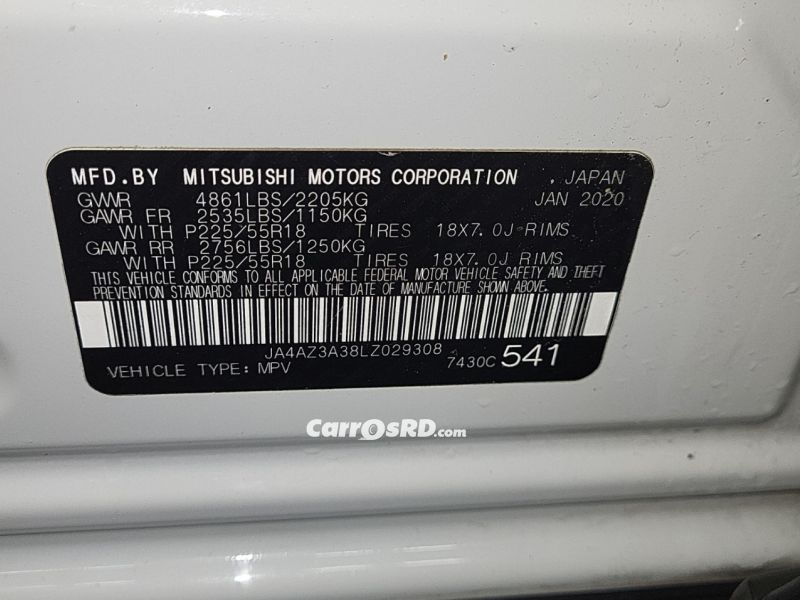 MFD.BY MITSUBISHI MOTORS CORPORATION , JAPAN
GVWR 4861LBS/2205KG JAN 2020
GAWR FR 2535LBS/1150KG
WITH P225/55R18 TIRES 18X7.0J RIMS
GAWR RR 2756LBS/1250KG
WITH P225/55R18 TIRES 18X7.0J RIMS
THIS VEHICLE CONFORMS TO ALL APPLICABLE FEDERAL MOTOR VEHICLE SAFETY AND THEFT
PREVENTION STANDARDS IN EFFECT ON THE DATE OF MANUFACTURE SHOWN ABOVE.
JA4AZ3A38LZ029308
VEHICLE TYPE: MPV 7430C 541
CarrOsRD.com